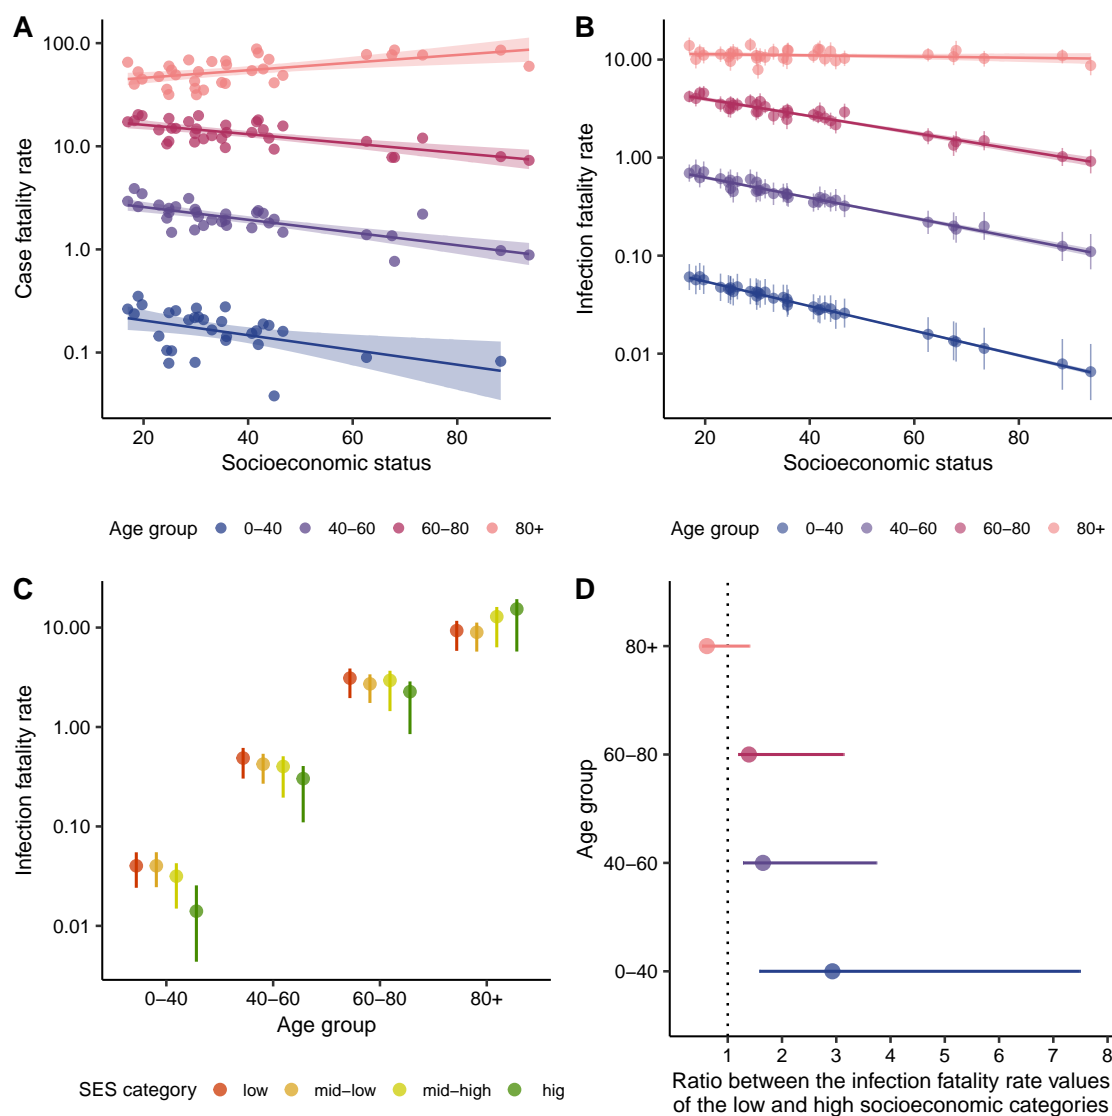 A
Case fatality rate
100.0
10.0
1.0
0.1
20 40 60 80
Socioeconomic status
Age group 0−40 40−60 60−80 80+
B
Infection fatality rate
10.00
1.00
0.10
0.01
20 40 60 80
Socioeconomic status
Age group 0−40 40−60 60−80 80+
C
Infection fatality rate
10.00
1.00
0.10
0.01
0−40 40−60 60−80 80+
Age group
SES category low mid−low mid−high hig
D
Age group
80+
60−80
40−60
0−40
1 2 3 4 5 6 7 8
Ratio between the infection fatality rate values
of the low and high socioeconomic categories